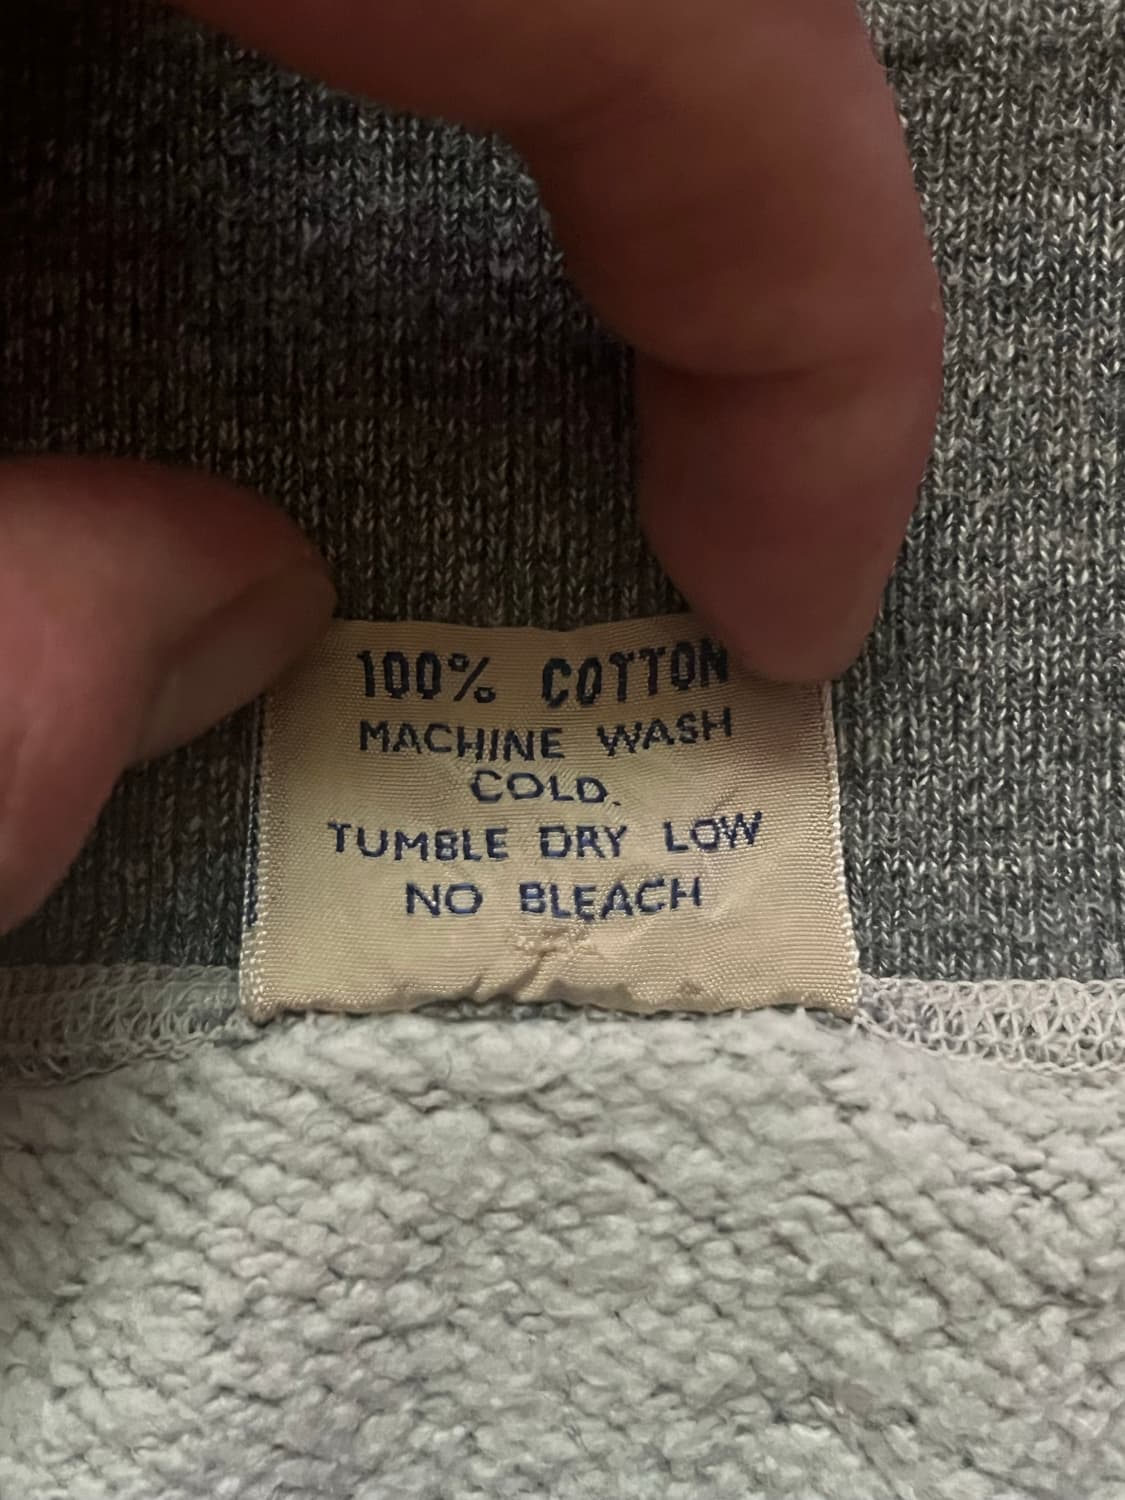 100% COTTON
MACHINE WASH
COLD.
TUMBLE DRY LOW
NO BLEACH